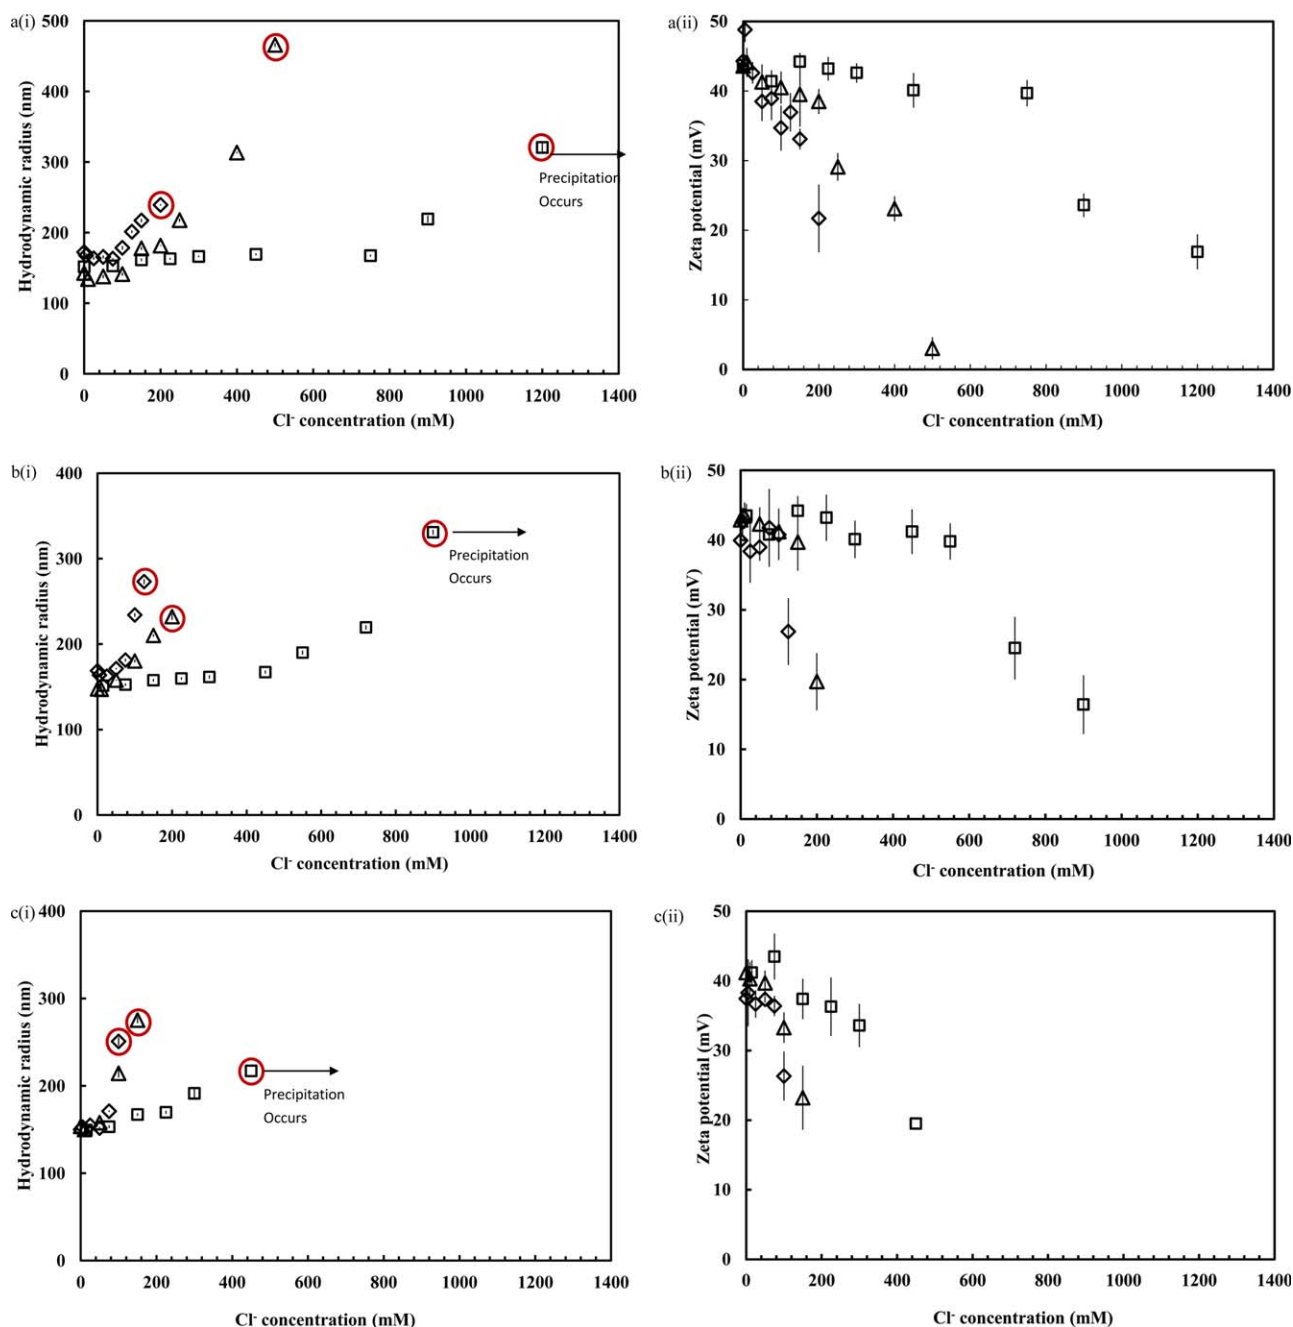 a(i)
500
400
300
200
100
0
Hydrodynamic radius (nm)
Precipitation
Occurs
0 200 400 600 800 1000 1200 1400
Cl⁻ concentration (mM)
a(ii)
50
40
30
20
10
0
Zeta potential (mV)
0 200 400 600 800 1000 1200 1400
Cl⁻ concentration (mM)
b(i)
400
300
200
100
0
Hydrodynamic radius (nm)
Precipitation
Occurs
0 200 400 600 800 1000 1200 1400
Cl⁻ concentration (mM)
b(ii)
50
40
30
20
10
0
Zeta potential (mV)
0 200 400 600 800 1000 1200 1400
Cl⁻ concentration (mM)
c(i)
400
300
200
100
0
Hydrodynamic radius (nm)
Precipitation
Occurs
0 200 400 600 800 1000 1200 1400
Cl⁻ concentration (mM)
c(ii)
50
40
30
20
10
0
Zeta potential (mV)
0 200 400 600 800 1000 1200 1400
Cl⁻ concentration (mM)